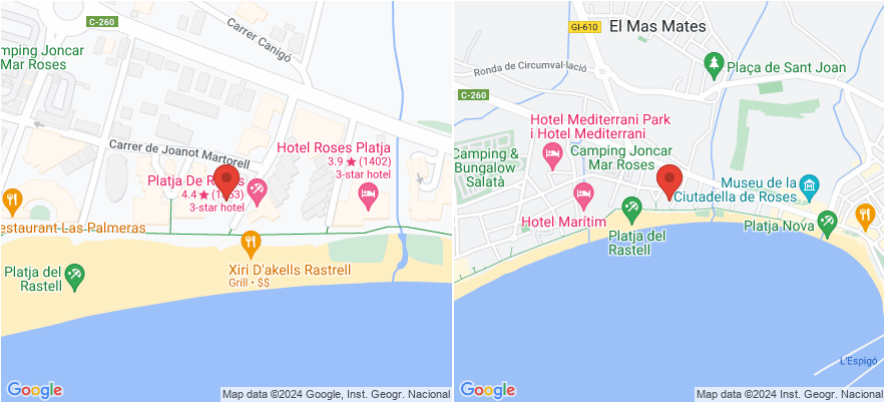 C-260
Carrer Canigó
mping Joncar
Mar Roses
Carrer de Joanot Martorell
Hotel Roses Platja
3.9 ★ (1402)
3-star hotel
Platja De
4.4 ★
3-star hotel
estaurant Las Palmeras
Xiri D'akells Rastrell
Grill • $$
Platja del
Rastell
Google
Map data ©2024 Google, Inst. Geogr. Nacional
GI-610
El Mas Mates
Plaça de Sant Joan
Ronda de Circumval·lació
C-260
Hotel Mediterrani Park
i Hotel Mediterrani
Camping &
Bungalow
Salatà
Camping Joncar
Mar Roses
Museu de la
Ciutadella de Roses
Hotel Marítim
Platja del
Rastell
Platja Nova
L'Espigó
Google
Map data ©2024 Google, Inst. Geogr. Nacional